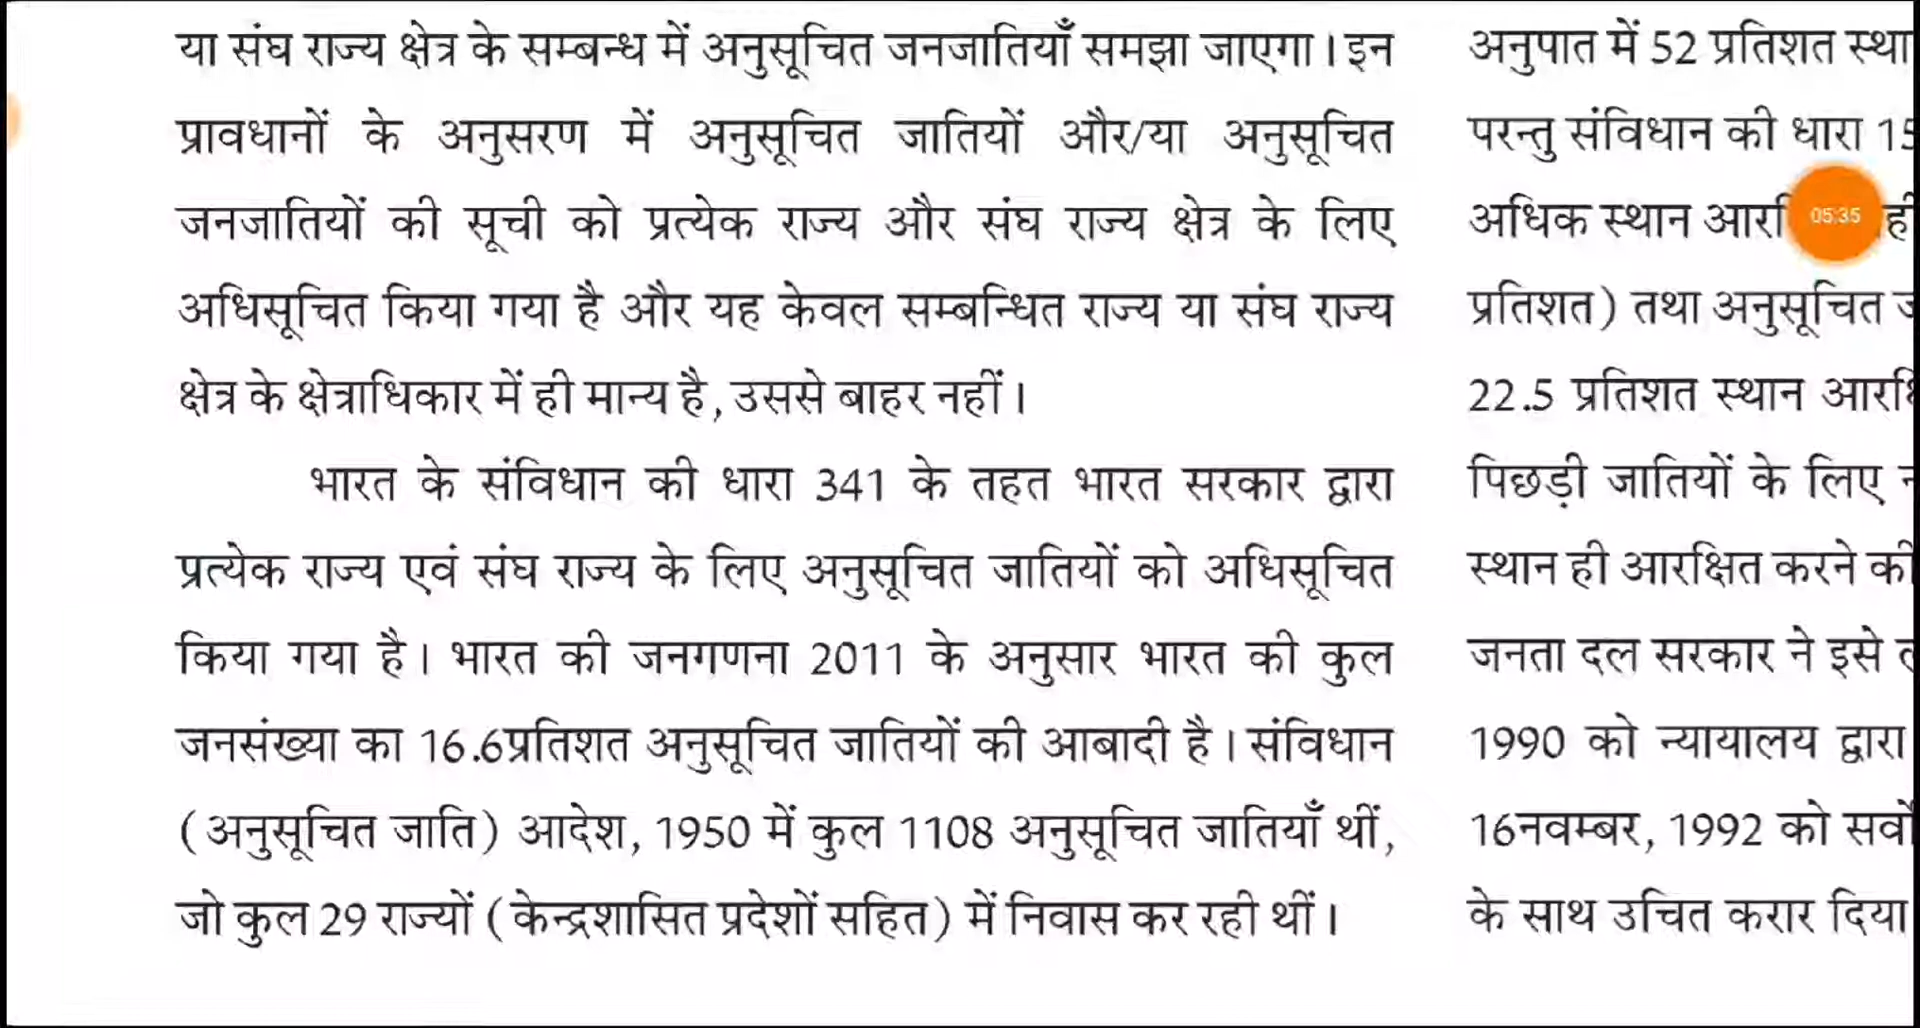 या संघ राज्य क्षेत्र के सम्बन्ध में अनुसूचित जनजातियाँ समझा जाएगा। इन
प्रावधानों के अनुसरण में अनुसूचित जातियों और/या अनुसूचित
जनजातियों की सूची को प्रत्येक राज्य और संघ राज्य क्षेत्र के लिए
अधिसूचित किया गया है और यह केवल सम्बन्धित राज्य या संघ राज्य
क्षेत्र के क्षेत्राधिकार में ही मान्य है, उससे बाहर नहीं।
भारत के संविधान की धारा 341 के तहत भारत सरकार द्वारा
प्रत्येक राज्य एवं संघ राज्य के लिए अनुसूचित जातियों को अधिसूचित
किया गया है। भारत की जनगणना 2011 के अनुसार भारत की कुल
जनसंख्या का 16.6प्रतिशत अनुसूचित जातियों की आबादी है। संविधान
(अनुसूचित जाति) आदेश, 1950 में कुल 1108 अनुसूचित जातियाँ थीं,
जो कुल 29 राज्यों (केन्द्रशासित प्रदेशों सहित) में निवास कर रही थीं।
अनुपात में 52 प्रतिशत
परन्तु संविधान की धारा
अधिक स्थान
05:35
प्रतिशत) तथा अनुसूचित
22.5 प्रतिशत स्थान
पिछड़ी जातियों के लिए
स्थान ही आरक्षित करने की
जनता दल सरकार ने इसे
1990 को न्यायालय द्वारा
16नवम्बर, 1992 को
के साथ उचित करार दिया